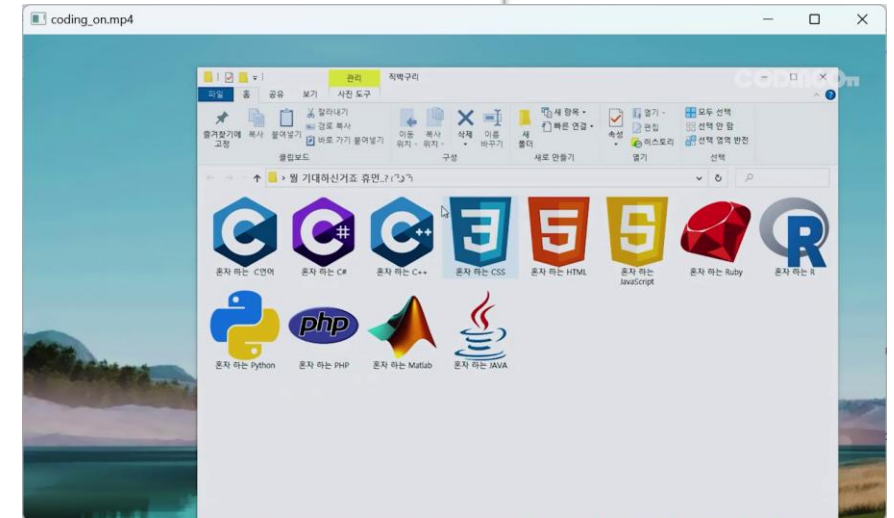 coding_on.mp4
관리
직박구리
CODINGOn
파일 홈 공유 보기 사진 도구
즐겨찾기에 고정
복사
붙여넣기
잘라내기
경로 복사
바로 가기 붙여넣기
클립보드
이동 위치
복사 위치
삭제
이름 바꾸기
구성
새 폴더
새 항목
빠른 연결
새로 만들기
속성
열기
편집
히스토리
열기
모두 선택
선택 안 함
선택 영역 반전
선택
뭘 기대하신거죠 휴먼..?
C C# C++ 3 5 5 R
혼자 하는 C언어 혼자 하는 C# 혼자 하는 C++ 혼자 하는 CSS 혼자 하는 HTML 혼자 하는 JavaScript 혼자 하는 Ruby 혼자 하는 R
php
혼자 하는 Python 혼자 하는 PHP 혼자 하는 Matlab 혼자 하는 JAVA